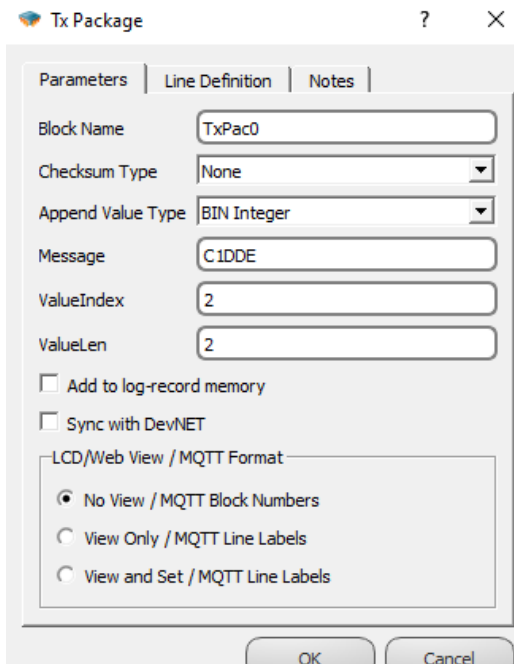 Tx Package ? X
Parameters Line Definition Notes
Block Name TxPac0
Checksum Type None
Append Value Type BIN Integer
Message C1DDE
ValueIndex 2
ValueLen 2
Add to log-record memory
Sync with DevNET
LCD/Web View / MQTT Format
No View / MQTT Block Numbers
View Only / MQTT Line Labels
View and Set / MQTT Line Labels
OK Cancel